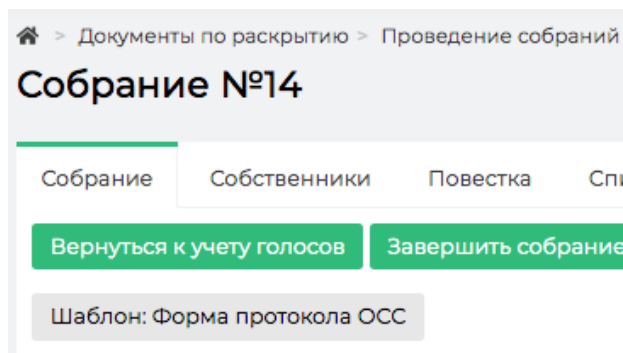 > Документы по раскрытию > Проведение собраний
Собрание №14
Собрание Собственники Повестка
Вернуться к учету голосов Завершить собрание
Шаблон: Форма протокола ОСС